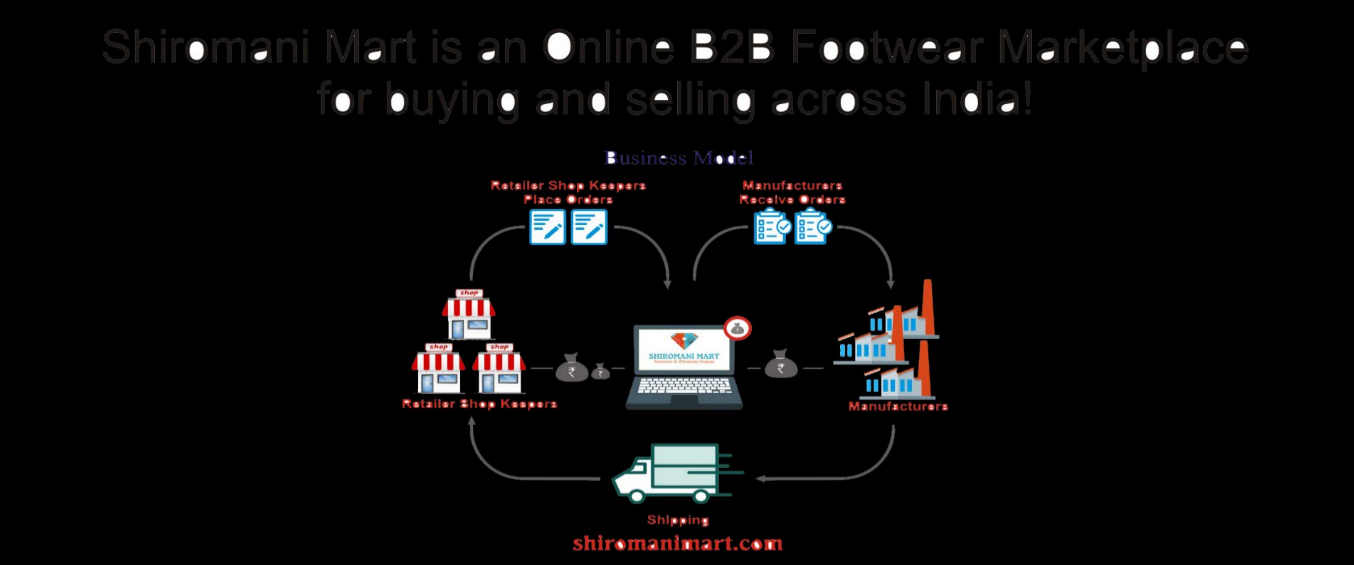 Shiromani Mart is an Online B2B Footwear Marketplace
for buying and selling across India!
Business Model
Retailer Shop Keepers
Place Orders
Manufacturers
Receive Orders
shop
shop
shop
₹
₹
₹
SHIROMANI MART
Retailer Shop Keepers
Manufacturers
Shipping
shiromanimart.com